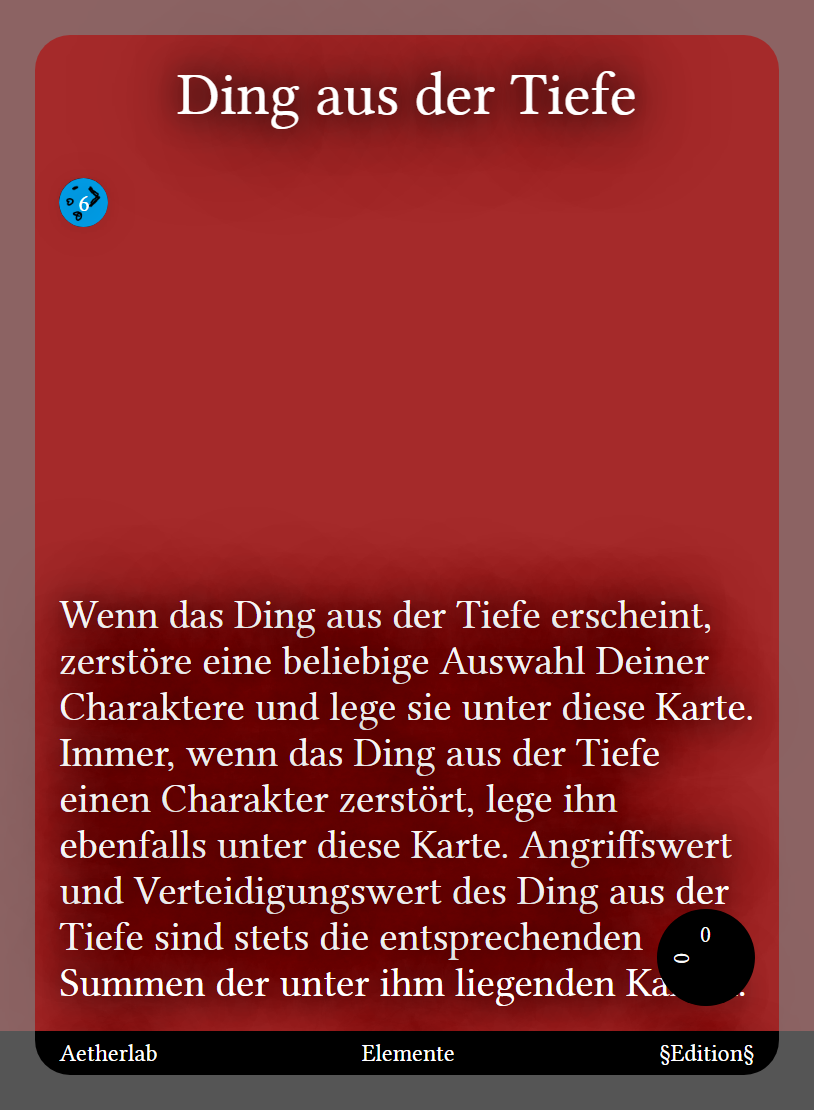 Ding aus der Tiefe
6
Wenn das Ding aus der Tiefe erscheint,
zerstöre eine beliebige Auswahl Deiner
Charaktere und lege sie unter diese Karte.
Immer, wenn das Ding aus der Tiefe
einen Charakter zerstört, lege ihn
ebenfalls unter diese Karte. Angriffswert
und Verteidigungswert des Ding aus der
Tiefe sind stets die entsprechenden
Summen der unter ihm liegenden
0
0
Aetherlab Elemente §Edition§